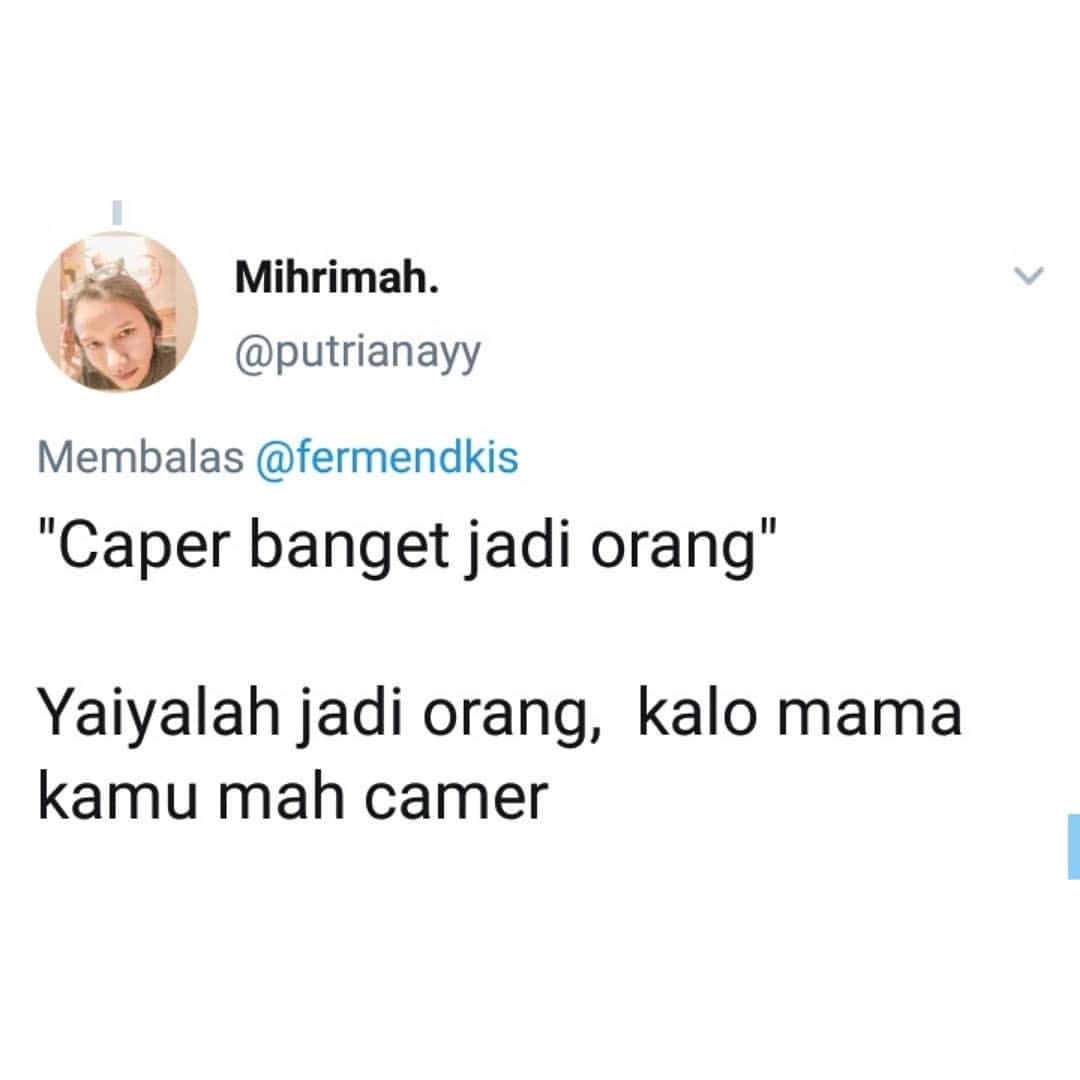 Mihrimah.
@putrianayy
Membalas @fermendkis
"Caper banget jadi orang"
Yaiyalah jadi orang,  kalo mama
kamu mah camer